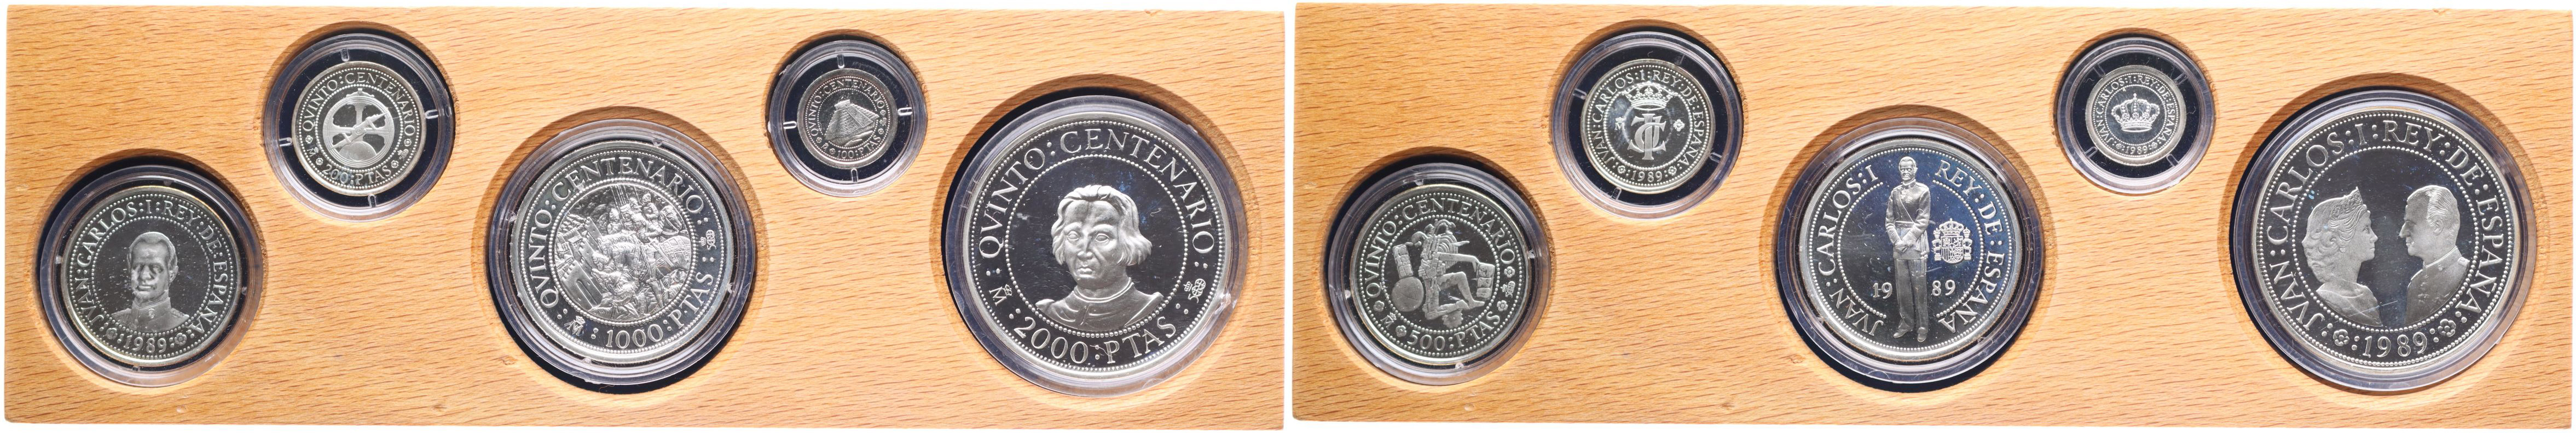 JVAN:CARLOS:I:REY:DE:ESPAÑA:
1989
QVINTO:CENTENARIO
200:PTAS
QVINTO:CENTENARIO:
M
:1000:PTAS:
QVINTO:CENTENARIO
100:PTAS
:QVINTO:CENTENARIO:
M
:2000:PTAS:
QVINTO:CENTENARIO
500:PTAS
JVAN:CARLOS:I:REY:DE:ESPAÑA:
:1989:
JVAN:CARLOS:I REY:DE:ESPAÑA
19 89
JVAN:CARLOS:I:REY:DE:ESPAÑA:
:1989:
JVAN:CARLOS:I:REY:DE:ESPAÑA:
:1989: